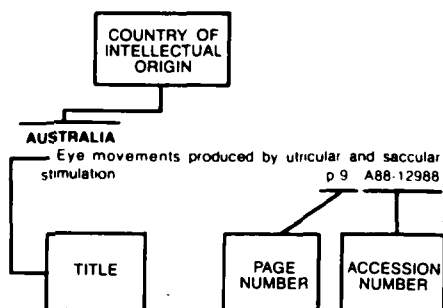 COUNTRY OF
INTELLECTUAL
ORIGIN
AUSTRALIA
Eye movements produced by utricular and saccular
stimulation p 9 A88-12988
TITLE
PAGE
NUMBER
ACCESSION
NUMBER